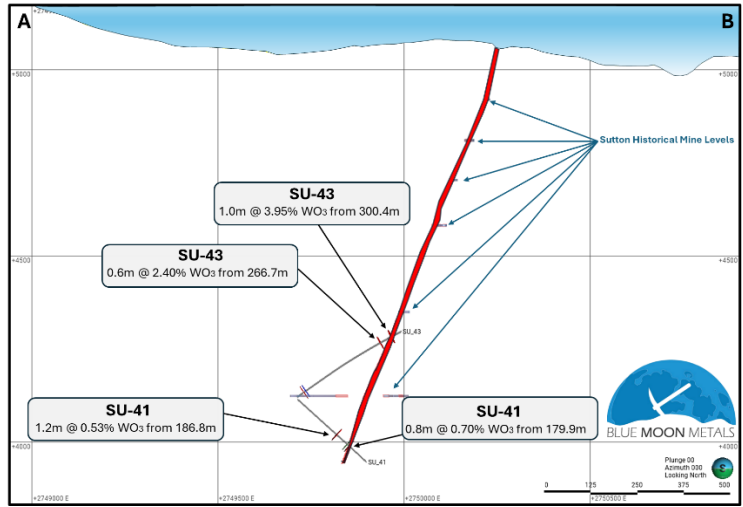 A
B
+5000
+5000
Sutton Historical Mine Levels
SU-43
1.0m @ 3.95% WO₃ from 300.4m
SU-43
0.6m @ 2.40% WO₃ from 266.7m
+4500
+4500
SU_43
SU-41
1.2m @ 0.53% WO₃ from 186.8m
SU-41
0.8m @ 0.70% WO₃ from 179.9m
BLUE MOON METALS
+4000
+4000
SU_41
Plunge 00
Looking North
S
0 125 250 375 500
+2749000 E
+2749500 E
+2750000 E
+2750500 E